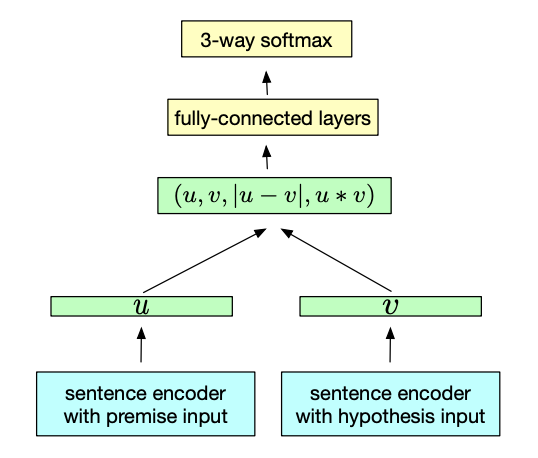 3-way softmax
fully-connected layers
(u, v, |u − v|, u ∗ v)
u
v
sentence encoder
with premise input
sentence encoder
with hypothesis input